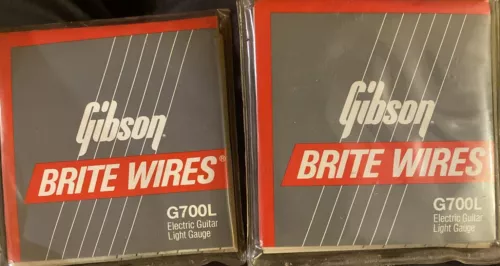 Gibson
BRITE WIRES®
G700L
Electric Guitar
Light Gauge
Gibson
BRITE WIRES
G700L
Electric Guitar
Light Gauge